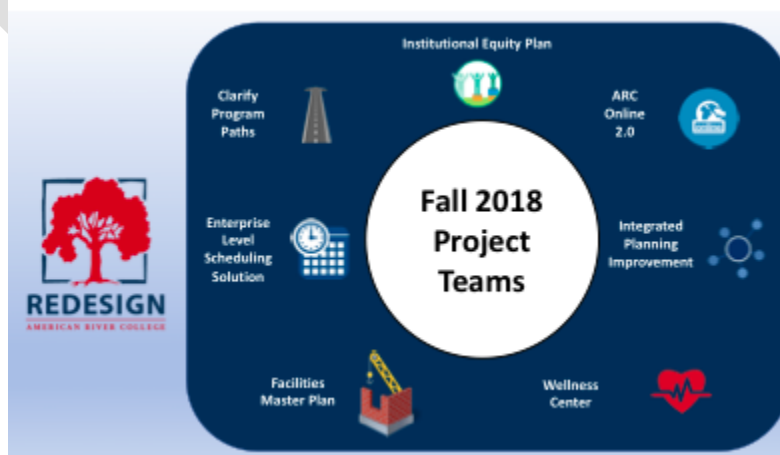 Institutional Equity Plan
Clarify
Program
Paths
ARC
Online
2.0
Fall 2018
Project
Teams
Enterprise
Level
Scheduling
Solution
Integrated
Planning
Improvement
REDESIGN
AMERICAN RIVER COLLEGE
Facilities
Master Plan
Wellness
Center